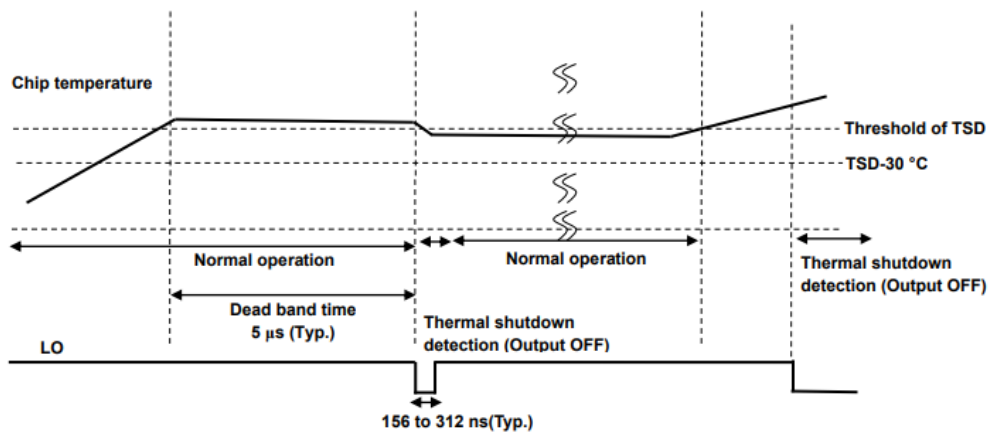 Chip temperature
Threshold of TSD
TSD-30 °C
Normal operation
Normal operation
Thermal shutdown
detection (Output OFF)
Dead band time
5 μs (Typ.)
Thermal shutdown
detection (Output OFF)
LO
156 to 312 ns(Typ.)